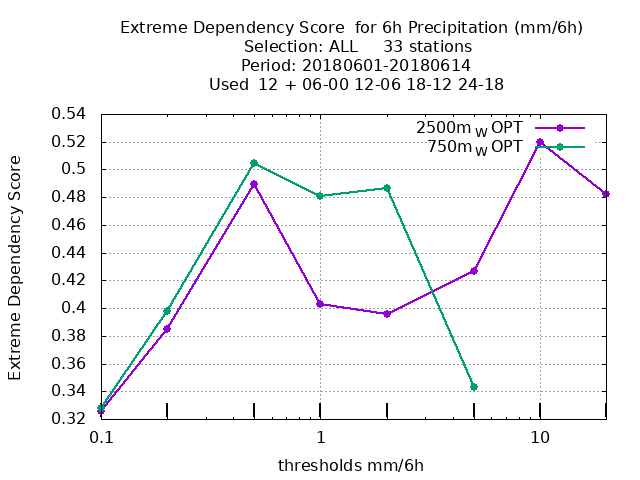 Extreme Dependency Score  for 6h Precipitation (mm/6h)
Selection: ALL     33 stations
Period: 20180601-20180614
Used  12 + 06-00 12-06 18-12 24-18
2500m W OPT
750m W OPT
Extreme Dependency Score
0.54
0.52
0.5
0.48
0.46
0.44
0.42
0.4
0.38
0.36
0.34
0.32
0.1
1
10
thresholds mm/6h